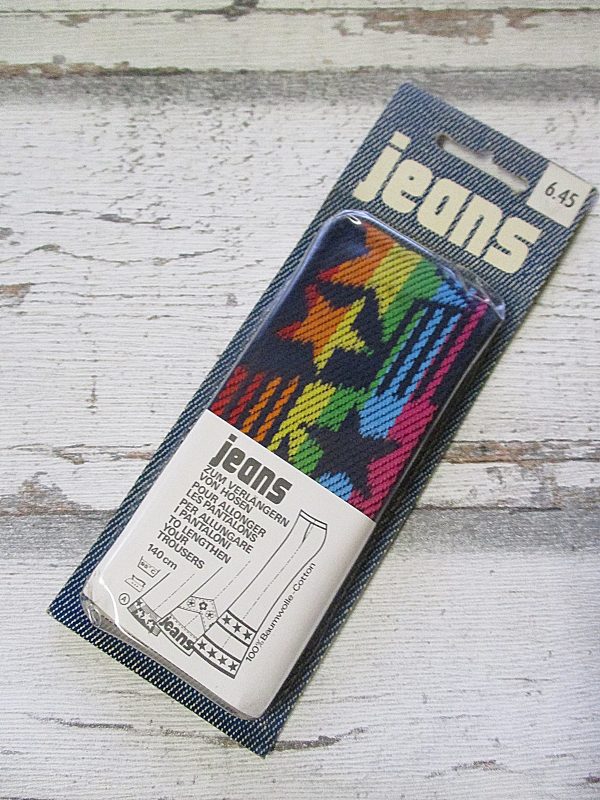 jeans
6.45
jeans
ZUM VERLÄNGERN
VON HOSEN
POUR ALLONGER
LES PANTALONS
PER ALLUNGARE
I PANTALONI
TO LENGTHEN
YOUR
TROUSERS
140 cm
A
jeans
100% Baumwolle-Cotton